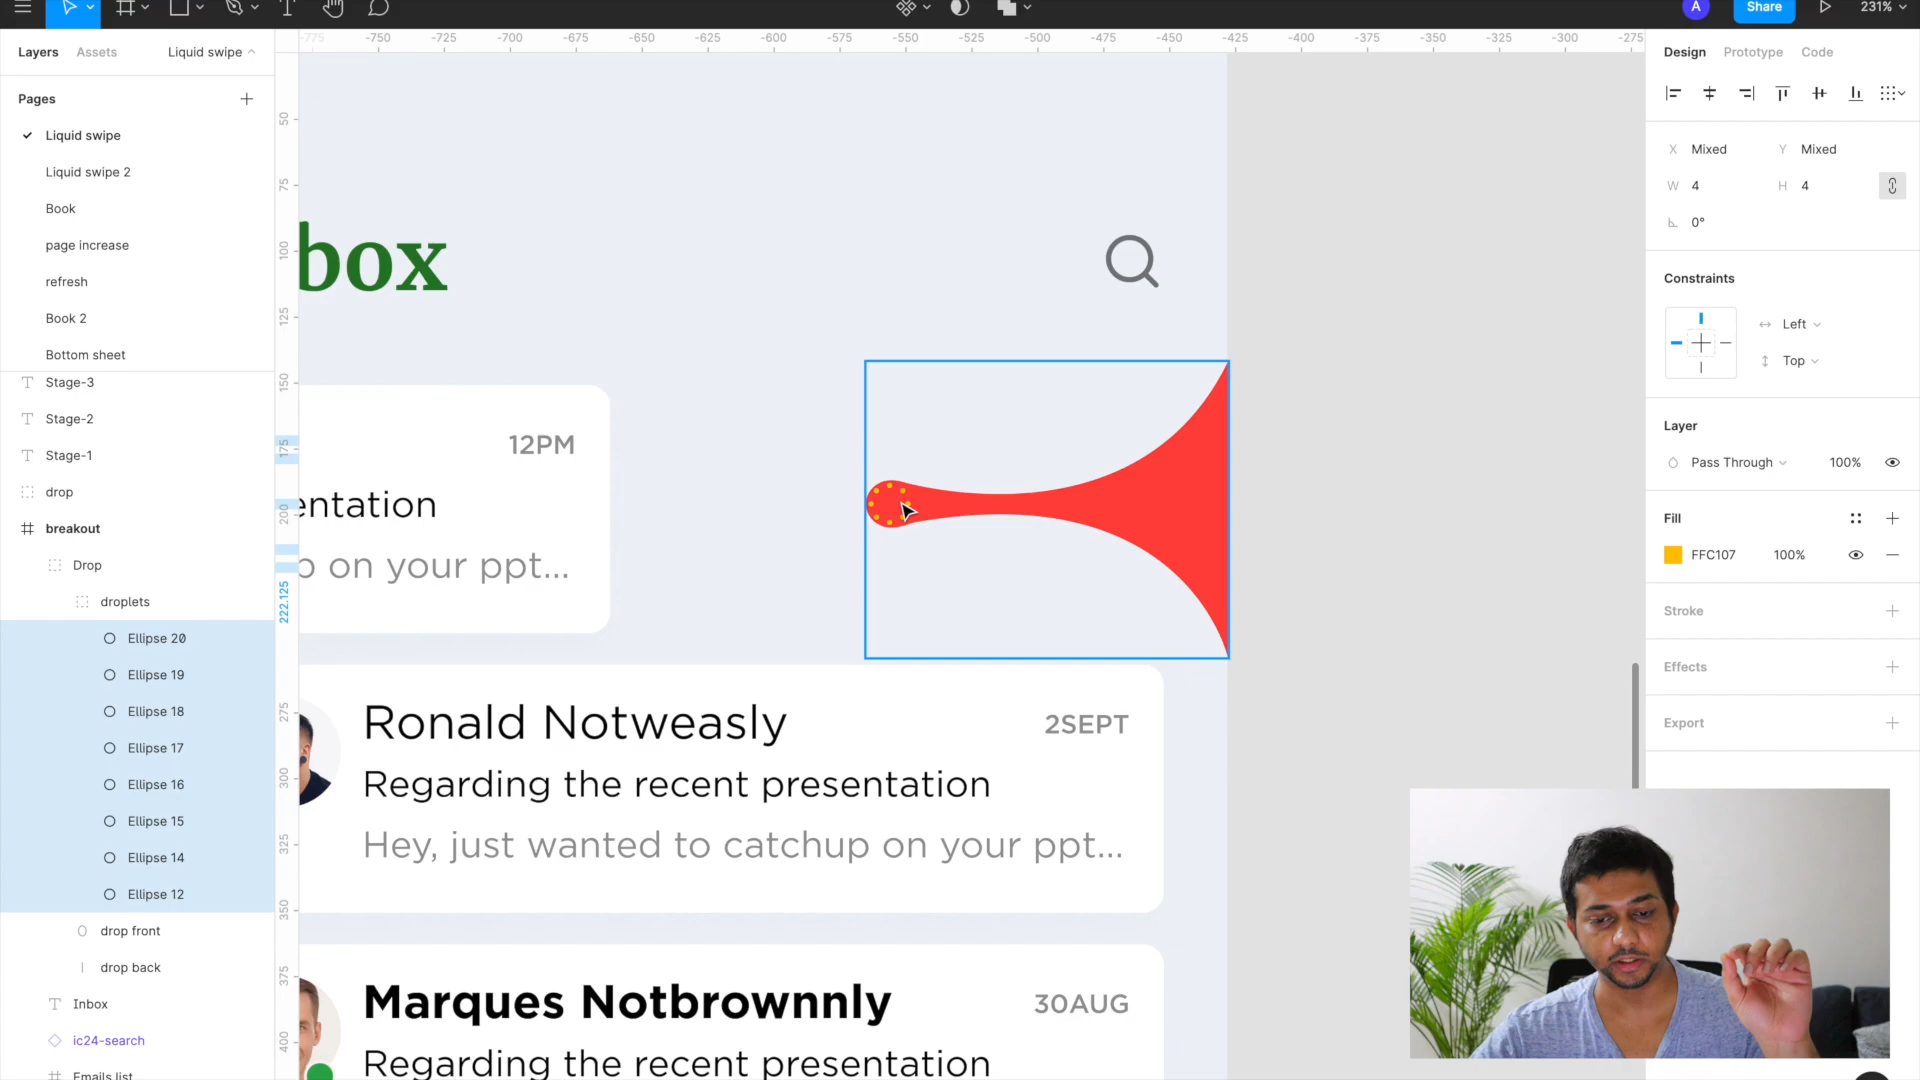 A
Share
231%
Layers
Assets
Liquid swipe
-775
-750
-725
-700
-675
-650
-625
-600
-575
-550
-525
-500
-475
-450
-425
-400
-375
-350
-325
-300
-275
Design
Prototype
Code
Pages
Liquid swipe
Liquid swipe 2
Book
page increase
refresh
Book 2
Bottom sheet
Stage-3
Stage-2
Stage-1
drop
breakout
Drop
droplets
Ellipse 20
Ellipse 19
Ellipse 18
Ellipse 17
Ellipse 16
Ellipse 15
Ellipse 14
Ellipse 12
drop front
drop back
Inbox
ic24-search
Emails list
50
75
100
125
150
175
200
222.125
275
300
325
350
375
400
box
12PM
entation
on your ppt...
Ronald Notweasly
2SEPT
Regarding the recent presentation
Hey, just wanted to catchup on your ppt...
Marques Notbrownnly
30AUG
Regarding the recent presentation
X Mixed
Y Mixed
W 4
H 4
0°
Constraints
Left
Top
Layer
Pass Through
100%
Fill
FFC107
100%
Stroke
Effects
Export